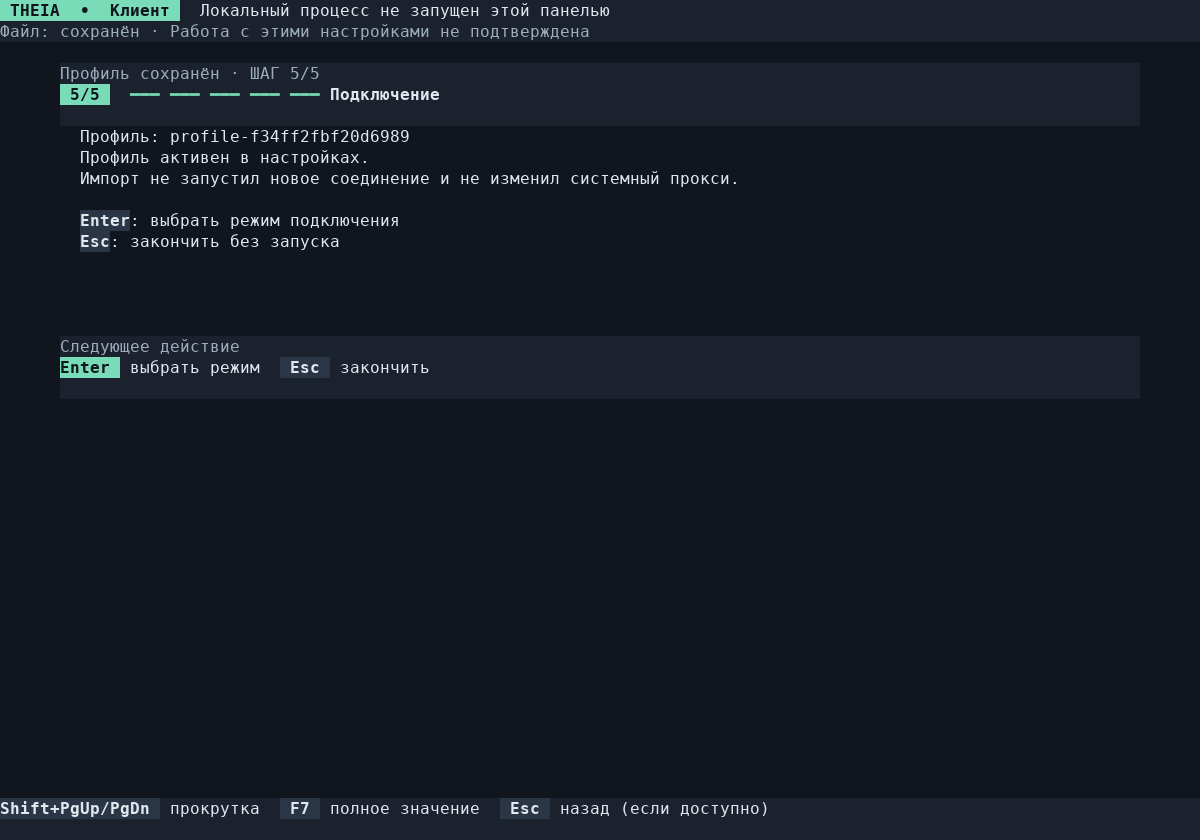 THEIA • Клиент Локальный процесс не запущен этой панелью
Файл: сохранён · Работа с этими настройками не подтверждена
Профиль сохранён · ШАГ 5/5
5/5 ━━━ ━━━ ━━━ ━━━ ━━━ Подключение
Профиль: profile-f34ff2fbf20d6989
Профиль активен в настройках.
Импорт не запустил новое соединение и не изменил системный прокси.
Enter: выбрать режим подключения
Esc: закончить без запуска
Следующее действие
Enter выбрать режим Esc закончить
Shift+PgUp/PgDn прокрутка F7 полное значение Esc назад (если доступно)